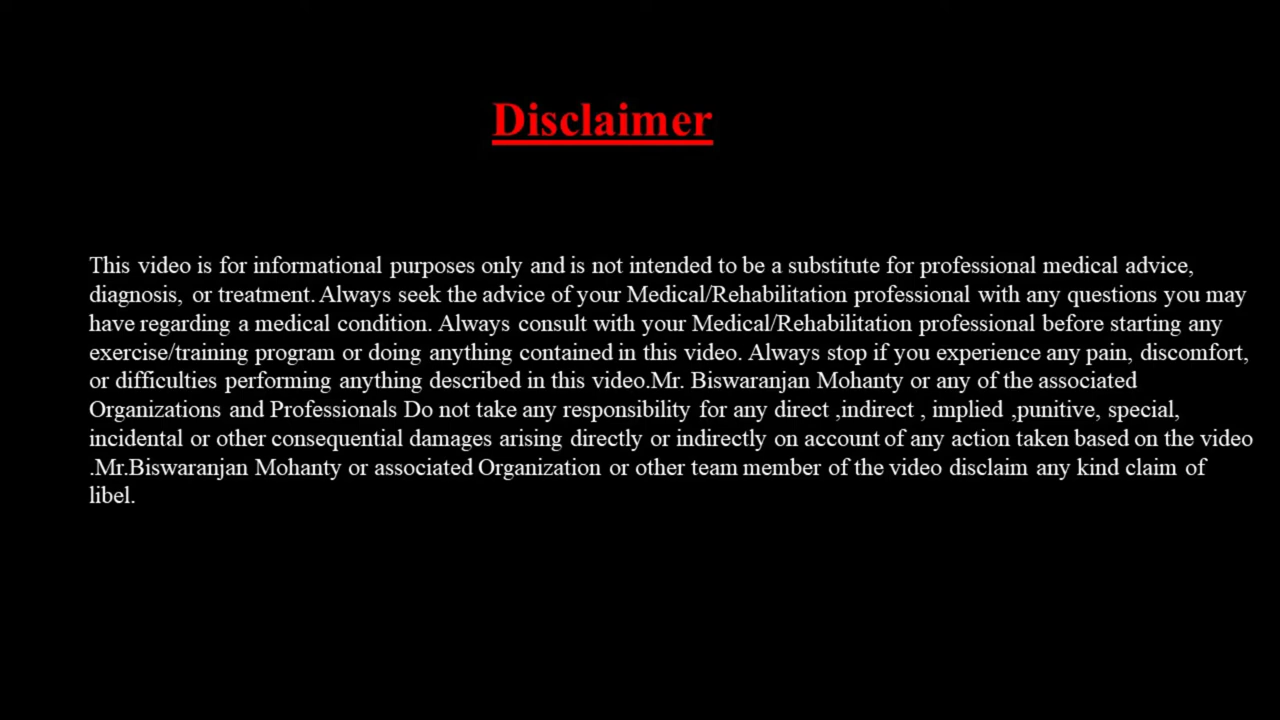 Disclaimer
This video is for informational purposes only and is not intended to be a substitute for professional medical advice,
diagnosis, or treatment. Always seek the advice of your Medical/Rehabilitation professional with any questions you may
have regarding a medical condition. Always consult with your Medical/Rehabilitation professional before starting any
exercise/training program or doing anything contained in this video. Always stop if you experience any pain, discomfort,
or difficulties performing anything described in this video.Mr. Biswaranjan Mohanty or any of the associated
Organizations and Professionals Do not take any responsibility for any direct ,indirect , implied ,punitive, special,
incidental or other consequential damages arising directly or indirectly on account of any action taken based on the video
.Mr.Biswaranjan Mohanty or associated Organization or other team member of the video disclaim any kind claim of
libel.